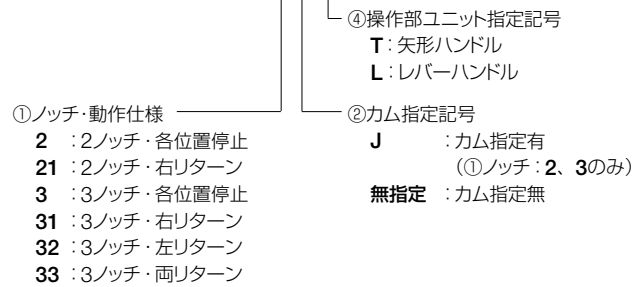 ④操作部ユニット指定記号
T：矩形ハンドル
L：レバーハンドル
①ノッチ・動作仕様
2：2ノッチ・各位置停止
21：2ノッチ・右リターン
3：3ノッチ・各位置停止
31：3ノッチ・右リターン
32：3ノッチ・左リターン
33：3ノッチ・両リターン
②カム指定記号
J：カム指定有
（①ノッチ：2、3のみ）
無指定：カム指定無